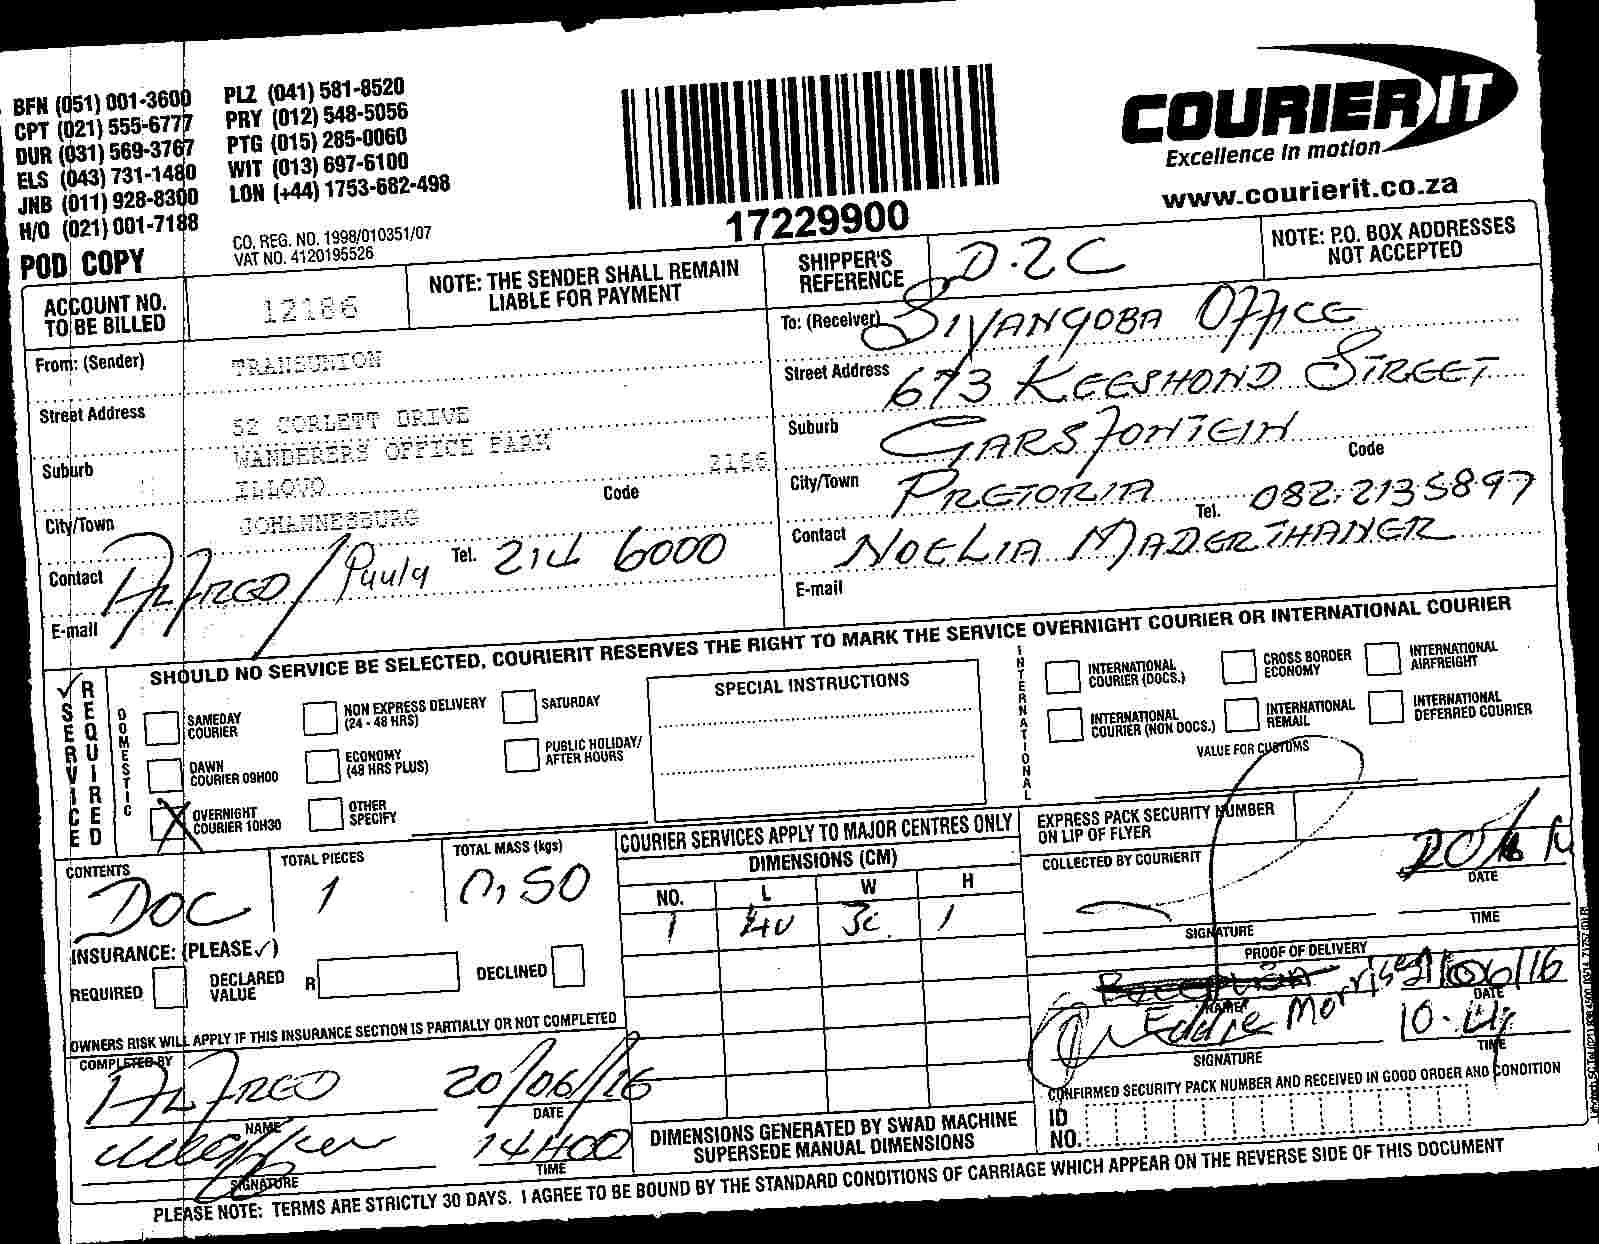 BFN (051) 001-3600 PLZ (041) 581-8520
CPT (021) 555-6777 PRY (012) 548-5056
DUR (031) 569-3767 PTG (015) 285-0060
ELS (043) 731-1480 WIT (013) 697-6100
JNB (011) 928-8300 LON (+44) 1753-682-498
H/O (021) 001-7188
CO. REG. NO. 1998/010351/07
VAT NO. 4120195526
POD COPY
17229900
COURIERIT
Excellence in motion
www.courierit.co.za
ACCOUNT NO. TO BE BILLED
12186
NOTE: THE SENDER SHALL REMAIN LIABLE FOR PAYMENT
SHIPPER'S REFERENCE
D.2C
NOTE: P.O. BOX ADDRESSES NOT ACCEPTED
From: (Sender) TRANSUNION
Street Address 52 CORLETT DRIVE
WANDERERS OFFICE PARK
Suburb ILLOVO Code 2196
City/Town JOHANNESBURG
Contact ALFRED/Paula Tel. 214 6000
E-mail
To: (Receiver) SIYANQOBA OFFICE
Street Address 673 KEESHOND STREET
Suburb GARSFONTEIN Code
City/Town PRETORIA Tel. 082 2135897
Contact NOELIA MADERTHANER
E-mail
SHOULD NO SERVICE BE SELECTED, COURIERIT RESERVES THE RIGHT TO MARK THE SERVICE OVERNIGHT COURIER OR INTERNATIONAL COURIER
SERVICE REQUIRED
DOMESTIC
SAMEDAY COURIER
NON EXPRESS DELIVERY (24 - 48 HRS)
SATURDAY
DAWN COURIER 09H00
ECONOMY (48 HRS PLUS)
PUBLIC HOLIDAY/ AFTER HOURS
X OVERNIGHT COURIER 10H30
OTHER SPECIFY
SPECIAL INSTRUCTIONS
INTERNATIONAL
INTERNATIONAL COURIER (DOCS.)
CROSS BORDER ECONOMY
INTERNATIONAL AIRFREIGHT
INTERNATIONAL COURIER (NON DOCS.)
INTERNATIONAL REMAIL
INTERNATIONAL DEFERRED COURIER
VALUE FOR CUSTOMS
CONTENTS DOC
TOTAL PIECES 1
TOTAL MASS (kgs) 0,50
COURIER SERVICES APPLY TO MAJOR CENTRES ONLY
DIMENSIONS (CM)
NO. L W H
1 40 30 1
EXPRESS PACK SECURITY NUMBER ON LIP OF FLYER
COLLECTED BY COURIERIT
DATE
SIGNATURE TIME
INSURANCE: (PLEASE ✓)
REQUIRED DECLARED VALUE R DECLINED
OWNERS RISK WILL APPLY IF THIS INSURANCE SECTION IS PARTIALLY OR NOT COMPLETED
PROOF OF DELIVERY
Eddie Morris 21/06/16
NAME DATE
10.44
SIGNATURE TIME
COMPLETED BY
ALFRED 20/06/16
NAME DATE
14H00
SIGNATURE TIME
DIMENSIONS GENERATED BY SWAD MACHINE SUPERSEDE MANUAL DIMENSIONS
CONFIRMED SECURITY PACK NUMBER AND RECEIVED IN GOOD ORDER AND CONDITION
ID NO.
PLEASE NOTE: TERMS ARE STRICTLY 30 DAYS. I AGREE TO BE BOUND BY THE STANDARD CONDITIONS OF CARRIAGE WHICH APPEAR ON THE REVERSE SIDE OF THIS DOCUMENT